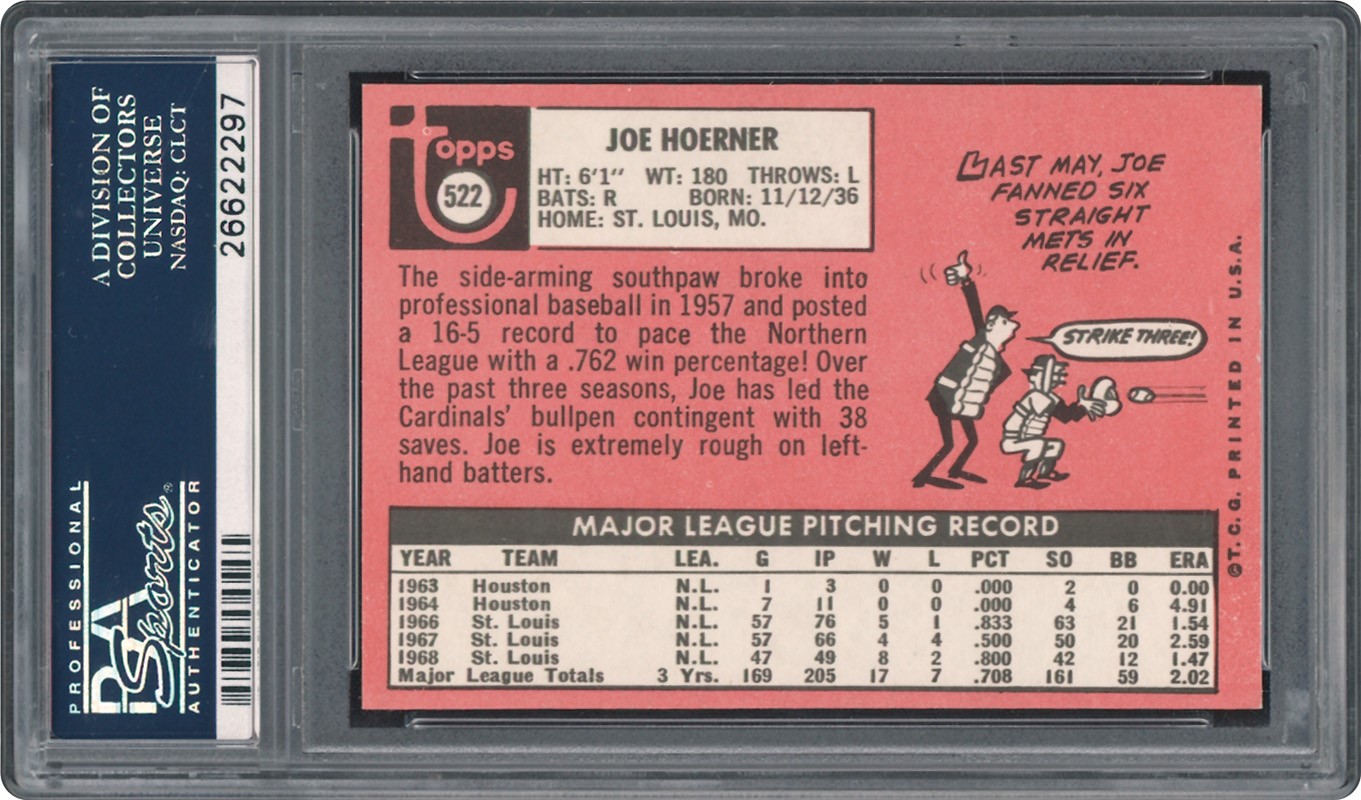 A DIVISION OF
COLLECTORS
UNIVERSE
NASDAQ: CLCT
26622297
PROFESSIONAL
PSA
Sports®
AUTHENTICATOR
Topps
522
JOE HOERNER
HT: 6'1" WT: 180 THROWS: L
BATS: R BORN: 11/12/36
HOME: ST. LOUIS, MO.
The side-arming southpaw broke into
professional baseball in 1957 and posted
a 16-5 record to pace the Northern
League with a .762 win percentage! Over
the past three seasons, Joe has led the
Cardinals' bullpen contingent with 38
saves. Joe is extremely rough on left-
hand batters.
LAST MAY, JOE
FANNED SIX
STRAIGHT
METS IN
RELIEF.
STRIKE THREE!
©T. C. G. PRINTED IN U.S.A.
MAJOR LEAGUE PITCHING RECORD
YEAR TEAM LEA. G IP W L PCT SO BB ERA
1963 Houston N.L. 1 3 0 0 .000 2 0 0.00
1964 Houston N.L. 7 11 0 0 .000 4 6 4.91
1966 St. Louis N.L. 57 76 5 1 .833 63 21 1.54
1967 St. Louis N.L. 57 66 4 4 .500 50 20 2.59
1968 St. Louis N.L. 47 49 8 2 .800 42 12 1.47
Major League Totals 3 Yrs. 169 205 17 7 .708 161 59 2.02